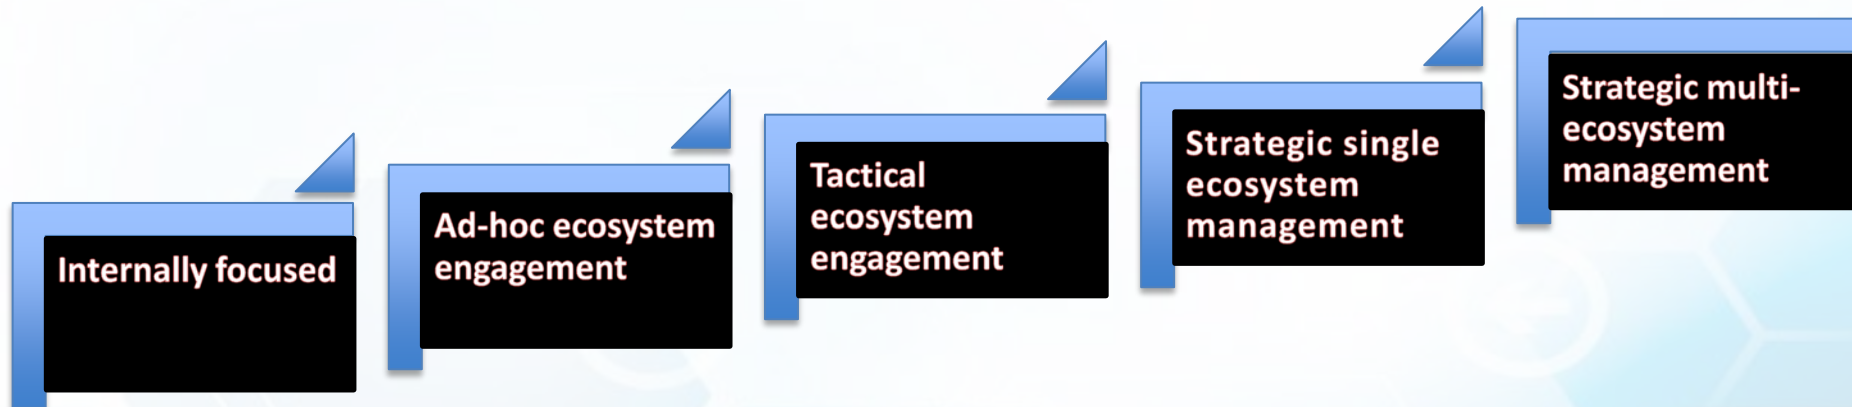 Internally focused
Ad-hoc ecosystem
engagement
Tactical
ecosystem
engagement
Strategic single
ecosystem
management
Strategic multi-
ecosystem
management